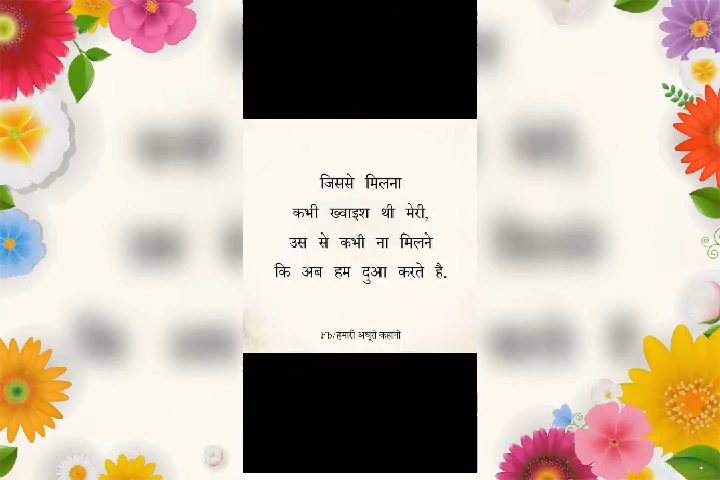 जिससे मिलना
कभी ख्वाइश थी मेरी,
उस से कभी ना मिलने
कि अब हम दुआ करते है.
Fb/हमारी अधूरी कहानी